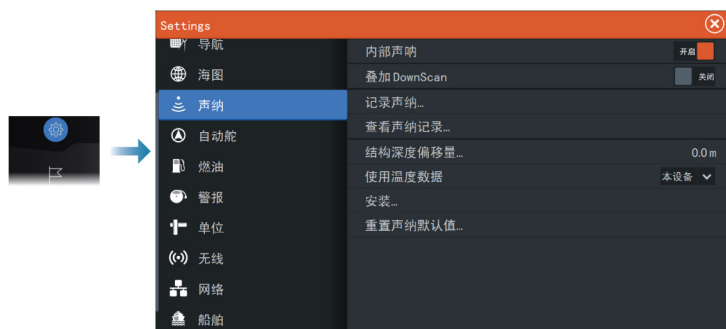 Settings
导航
海图
声纳
自动舵
燃油
警报
单位
无线
网络
船舶
内部声呐 开启
叠加 DownScan 关闭
记录声纳…
查看声纳记录…
结构深度偏移量… 0.0 m
使用温度数据 本设备
安装…
重置声纳默认值…